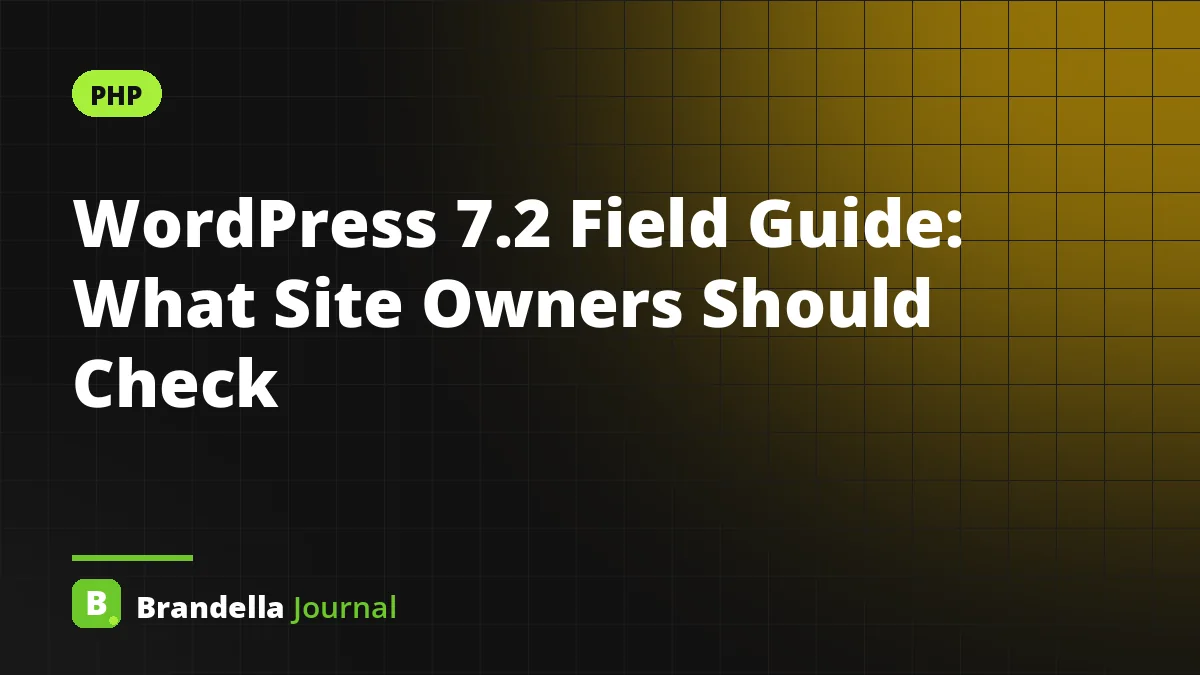 PHP
WordPress 7.2 Field Guide:
What Site Owners Should
Check
B
Brandella Journal